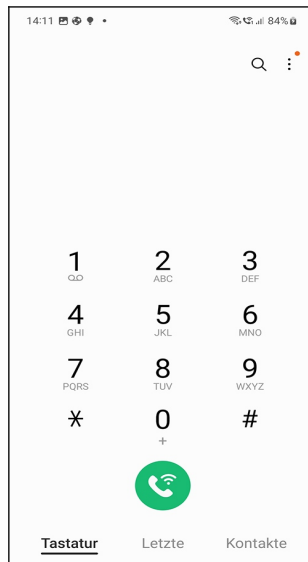 14:11 84%
1 2 3
ABC DEF
4 5 6
GHI JKL MNO
7 8 9
PQRS TUV WXYZ
* 0 #
+
Tastatur Letzte Kontakte